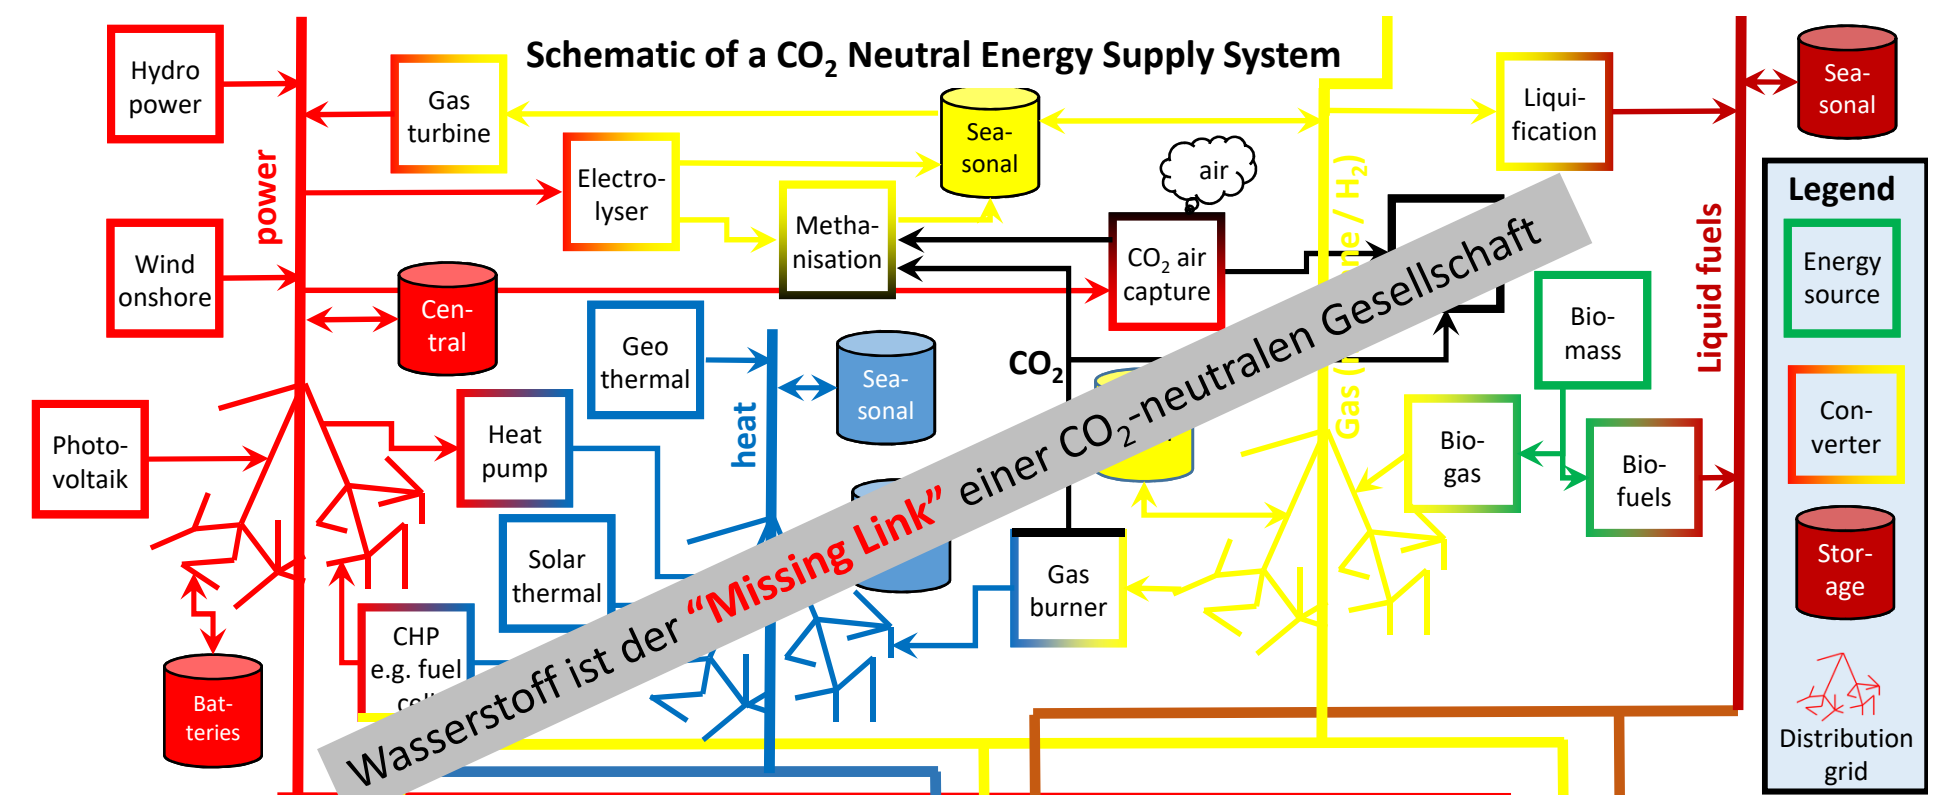 Schematic of a CO₂ Neutral Energy Supply System
Hydro
power
Gas
turbine
power
Electro-
lyser
Sea-
sonal
Metha-
nisation
air
CO₂ air
capture
Liqui-
fication
Sea-
sonal
Liquid fuels
Wind
onshore
Cen-
tral
Geo
thermal
heat
Sea-
sonal
CO₂
Gas (
ne / H₂)
Bio-
mass
Photo-
voltaik
Heat
pump
Bio-
gas
Bio-
fuels
Solar
thermal
Gas
burner
CHP
e.g. fuel
Bat-
teries
Wasserstoff ist der “Missing Link” einer CO₂-neutralen Gesellschaft
Legend
Energy
source
Con-
verter
Stor-
age
Distribution
grid